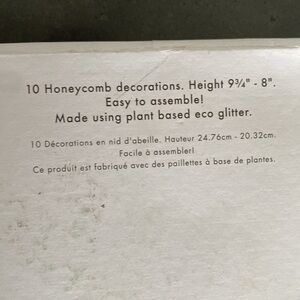 10 Honeycomb decorations. Height 9¾" - 8".
Easy to assemble!
Made using plant based eco glitter.
10 Décorations en nid d'abeille. Hauteur 24.76cm - 20.32cm.
Facile à assembler!
Ce produit est fabriqué avec des paillettes à base de plantes.